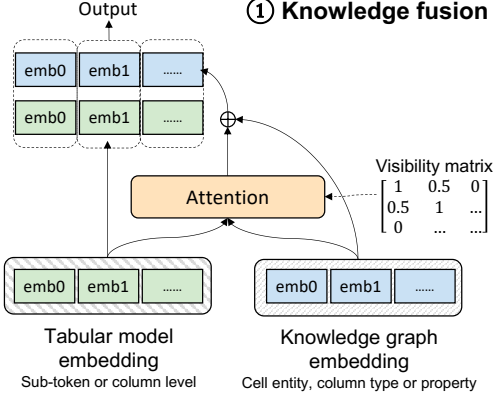 Output
① Knowledge fusion
emb0 emb1 ......
emb0 emb1 ......
Visibility matrix
1 0.5 0
0.5 1 ...
0 ... ...
Attention
emb0 emb1 ......
emb0 emb1 ......
Tabular model
embedding
Sub-token or column level
Knowledge graph
embedding
Cell entity, column type or property